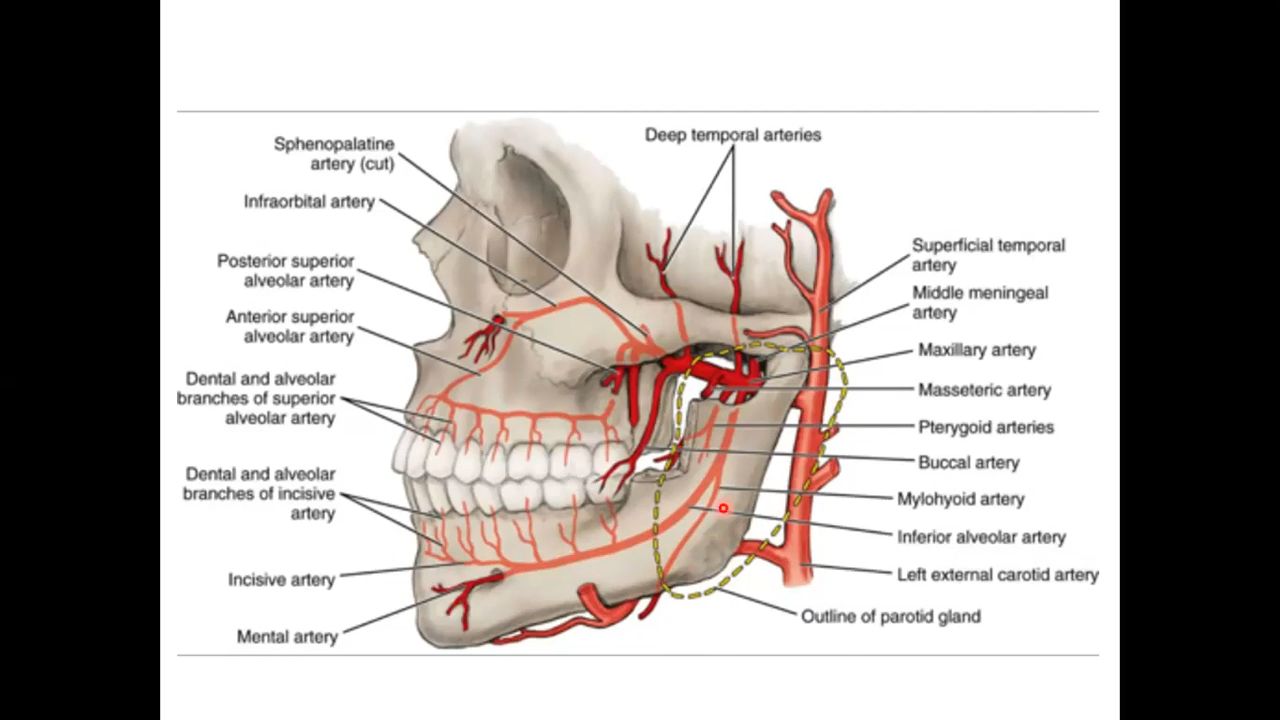 Deep temporal arteries
Sphenopalatine
artery (cut)
Infraorbital artery
Posterior superior
alveolar artery
Anterior superior
alveolar artery
Dental and alveolar
branches of superior
alveolar artery
Dental and alveolar
branches of incisive
artery
Incisive artery
Mental artery
Superficial temporal
artery
Middle meningeal
artery
Maxillary artery
Masseteric artery
Pterygoid arteries
Buccal artery
Mylohyoid artery
Inferior alveolar artery
Left external carotid artery
Outline of parotid gland